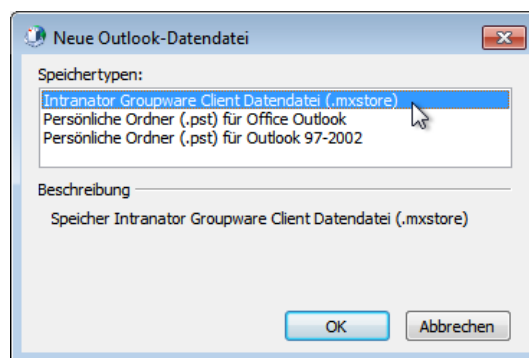 Neue Outlook-Datendatei
Speichertypen:
Intranator Groupware Client Datendatei (.mxstore)
Persönliche Ordner (.pst) für Office Outlook
Persönliche Ordner (.pst) für Outlook 97-2002
Beschreibung
Speicher Intranator Groupware Client Datendatei (.mxstore)
OK Abbrechen